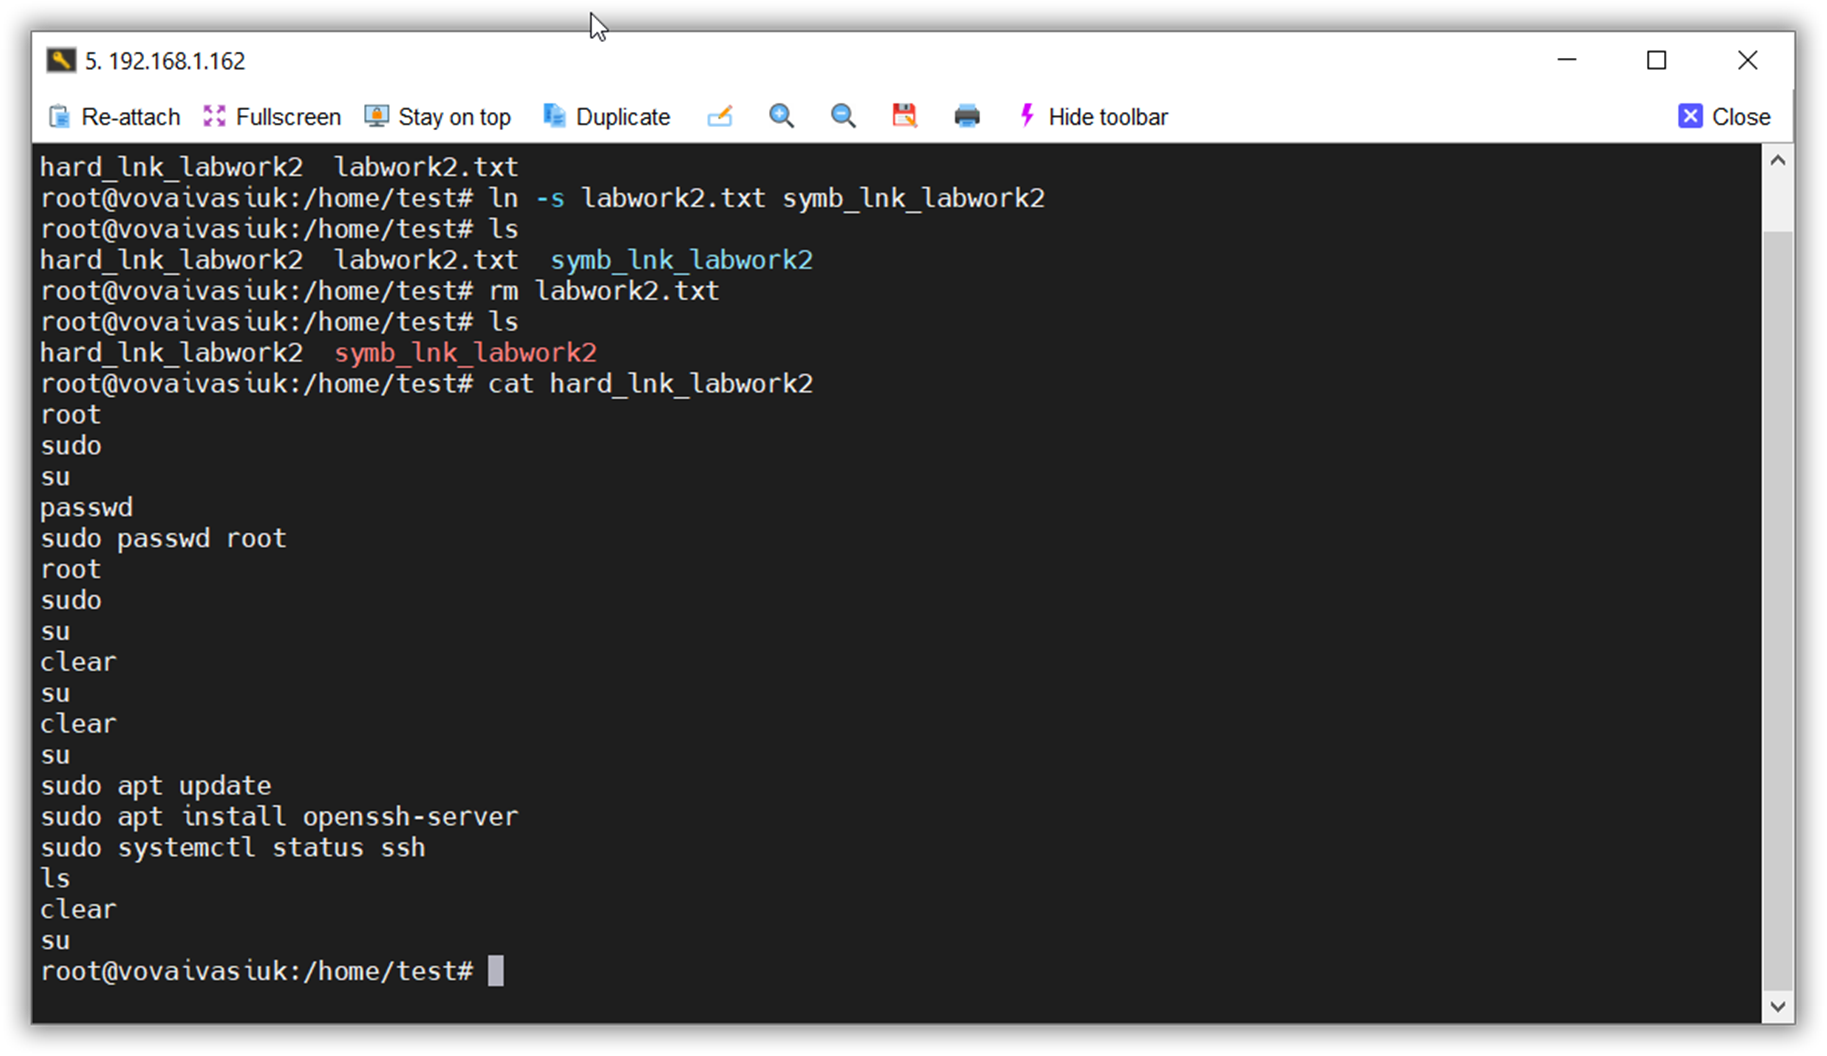 5. 192.168.1.162
Re-attach Fullscreen Stay on top Duplicate Hide toolbar Close
hard_lnk_labwork2  labwork2.txt
root@vovaivasiuk:/home/test# ln -s labwork2.txt symb_lnk_labwork2
root@vovaivasiuk:/home/test# ls
hard_lnk_labwork2  labwork2.txt  symb_lnk_labwork2
root@vovaivasiuk:/home/test# rm labwork2.txt
root@vovaivasiuk:/home/test# ls
hard_lnk_labwork2  symb_lnk_labwork2
root@vovaivasiuk:/home/test# cat hard_lnk_labwork2
root
sudo
su
passwd
sudo passwd root
root
sudo
su
clear
su
clear
su
sudo apt update
sudo apt install openssh-server
sudo systemctl status ssh
ls
clear
su
root@vovaivasiuk:/home/test#